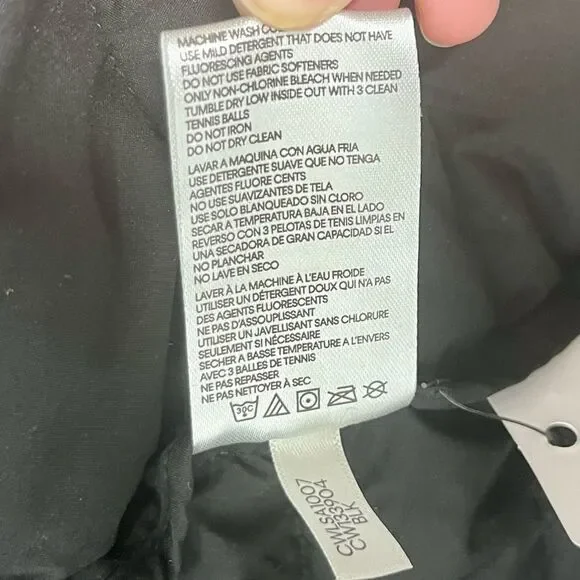 MACHINE WASH
USE MILD DETERGENT THAT DOES NOT HAVE
FLUORESCING AGENTS
DO NOT USE FABRIC SOFTENERS
ONLY NON-CHLORINE BLEACH WHEN NEEDED
TUMBLE DRY LOW INSIDE OUT WITH 3 CLEAN
TENNIS BALLS
DO NOT IRON
DO NOT DRY CLEAN
LAVAR A MAQUINA CON AGUA FRIA
USE DETERGENTE SUAVE QUE NO TENGA
AGENTES FLUORE CENTS
NO USE SUAVIZANTES DE TELA
USE SOLO BLANQUEADO SIN CLORO
SECAR A TEMPERATURA BAJA EN EL LADO
REVERSO CON 3 PELOTAS DE TENIS LIMPIAS EN
UNA SECADORA DE GRAN CAPACIDAD SI EL
NO PLANCHAR
NO LAVE EN SECO
LAVER À LA MACHINE À L'EAU FROIDE
UTILISER UN DÉTERGENT DOUX QUI N'A PAS
DES AGENTS FLUORESCENTS
NE PAS D'ASSOUPLISSANT
UTILISER UN JAVELLISANT SANS CHLORURE
SEULEMENT SI NÉCESSAIRE
SECHER A BASSE TEMPERATURE A L'ENVERS
AVEC 3 BALLES DE TENNIS
NE PAS REPASSER
NE PAS NETTOYER À SEC
30C
CWLSA1007
CWT33904
BLK